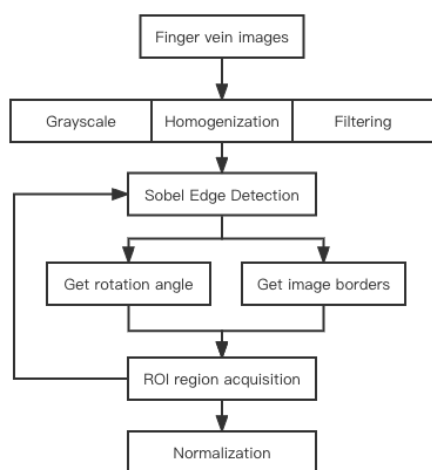 Finger vein images
Grayscale
Homogenization
Filtering
Sobel Edge Detection
Get rotation angle
Get image borders
ROI region acquisition
Normalization